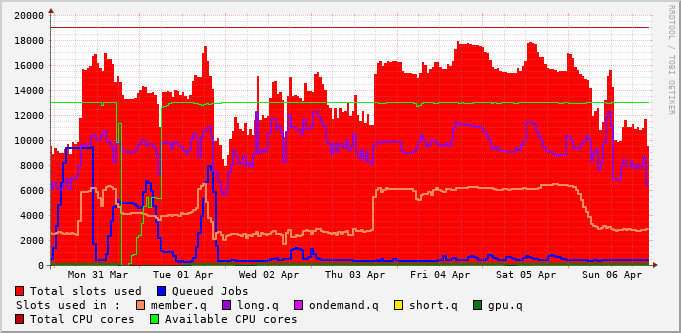 20000
18000
16000
14000
12000
10000
8000
6000
4000
2000
0
Mon 31 Mar Tue 01 Apr Wed 02 Apr Thu 03 Apr Fri 04 Apr Sat 05 Apr Sun 06 Apr
Total slots used Queued Jobs
Slots used in : member.q long.q ondemand.q short.q gpu.q
Total CPU cores Available CPU cores
RRDTOOL / TOBI OETIKER